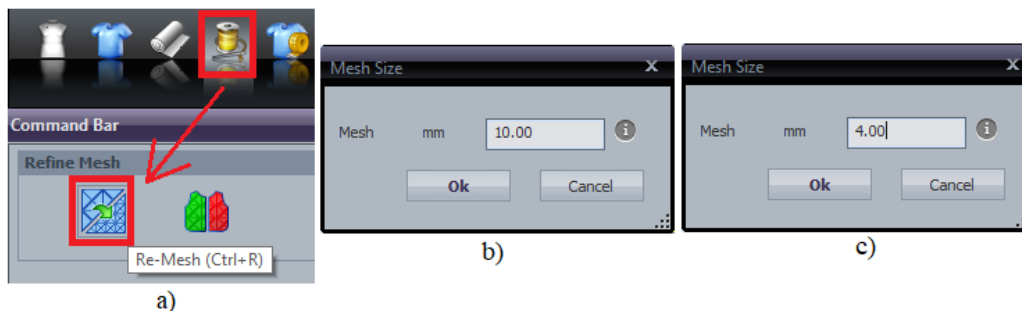 Command Bar
Refine Mesh
Re-Mesh (Ctrl+R)
a)
Mesh Size x
Mesh mm 10.00 i
Ok Cancel
b)
Mesh Size x
Mesh mm 4.00 i
Ok Cancel
c)